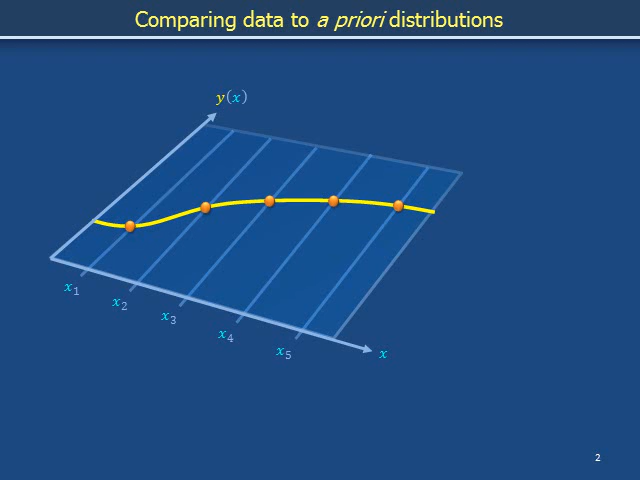 Comparing data to a priori distributions
y(x)
x₁
x₂
x₃
x₄
x₅
x
2